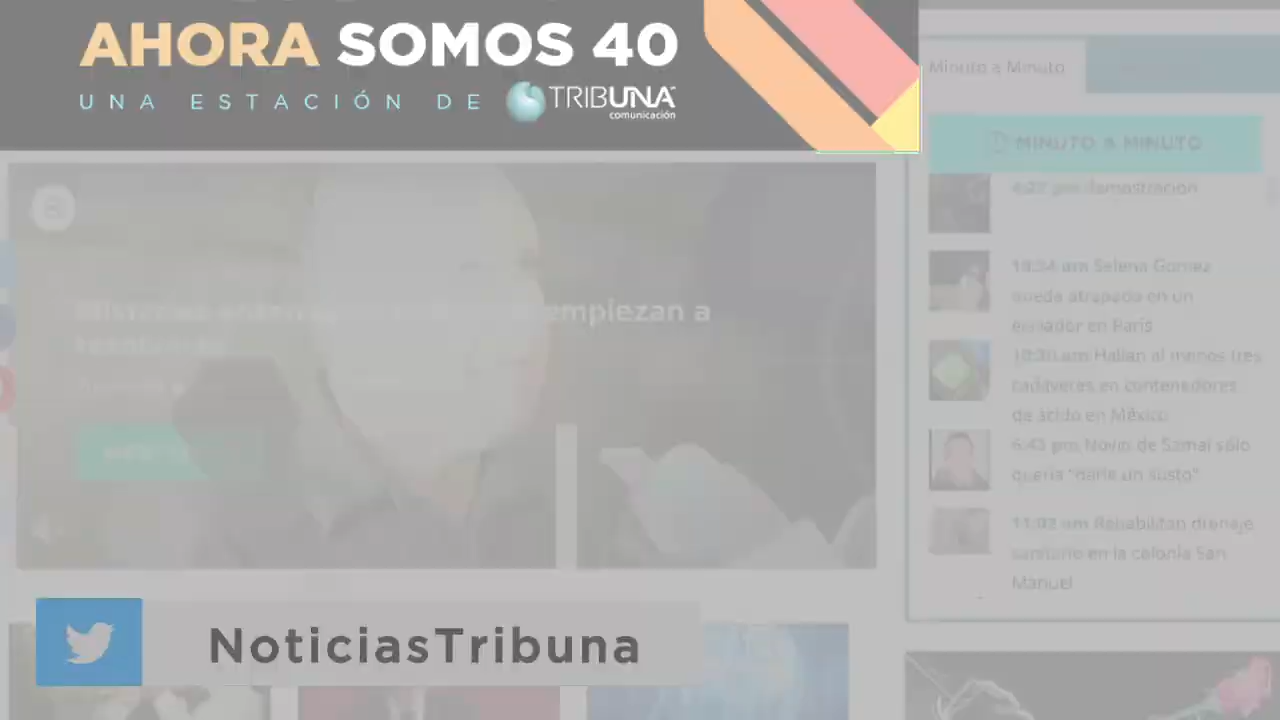 AHORA SOMOS 40
UNA ESTACIÓN DE TRIBUNA
comunicación
Minuto a Minuto
MINUTO A MINUTO
4:27 pm demostración
10:34 am Selena Gomez
queda atrapada en un
elevador en París
10:30 am Hallan al menos tres
cadáveres en contenedores
de ácido en México
6:43 pm Novio de Samai sólo
quería "darle un susto"
11:02 am Rehabilitan drenaje
sanitario en la colonia San
Manuel
empiezan a
NoticiasTribuna